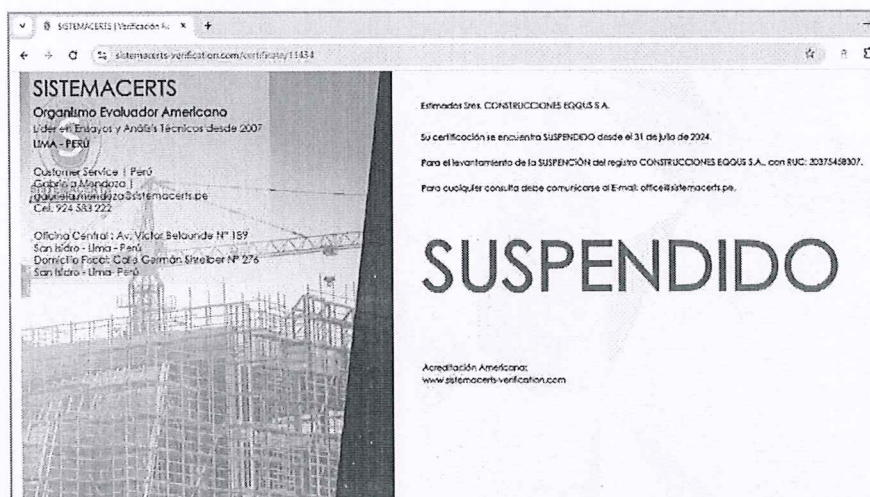 SISTEMACERTS | Verificación Ac
sistemacerts-verification.com/certificate/11434
SISTEMACERTS
Organismo Evaluador Americano
Líder en Ensayos y Análisis Técnicos desde 2007
LIMA - PERÚ
Customer Service | Perú
Gabriela Mendoza |
gabriela.mendoza@sistemacerts.pe
Cel. 924 583 222
Oficina Central : Av. Víctor Belaunde N° 189
San Isidro - Lima - Perú
Domicilio Fiscal: Calle Germán Shreiber N° 276
San Isidro - Lima- Perú
Estimados Sres. CONSTRUCCIONES EQQUS S.A.
Su certificación se encuentra SUSPENDIDO desde el 31 de julio de 2024.
Para el levantamiento de la SUSPENCIÓN del registro CONSTRUCCIONES EQQUS S.A., con RUC: 20375458307.
Para cualquier consulta debe comunicarse al E-mail: office@sistemacerts.pe.
SUSPENDIDO
Acreditación Americana:
www.sistemacerts-verification.com